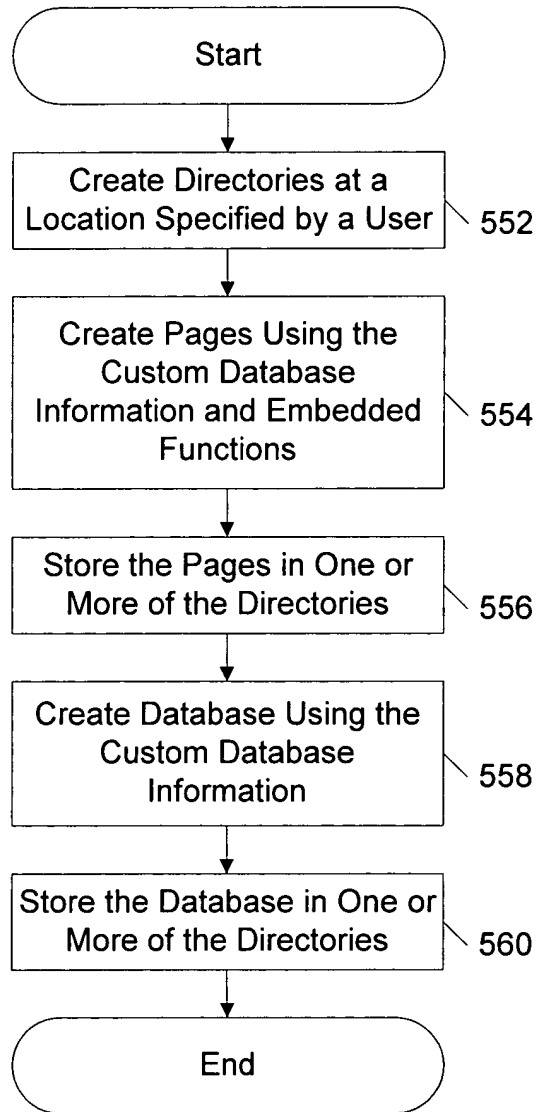 Start
Create Directories at a
Location Specified by a User
552
Create Pages Using the
Custom Database
Information and Embedded
Functions
554
Store the Pages in One or
More of the Directories
556
Create Database Using the
Custom Database
Information
558
Store the Database in One or
More of the Directories
560
End